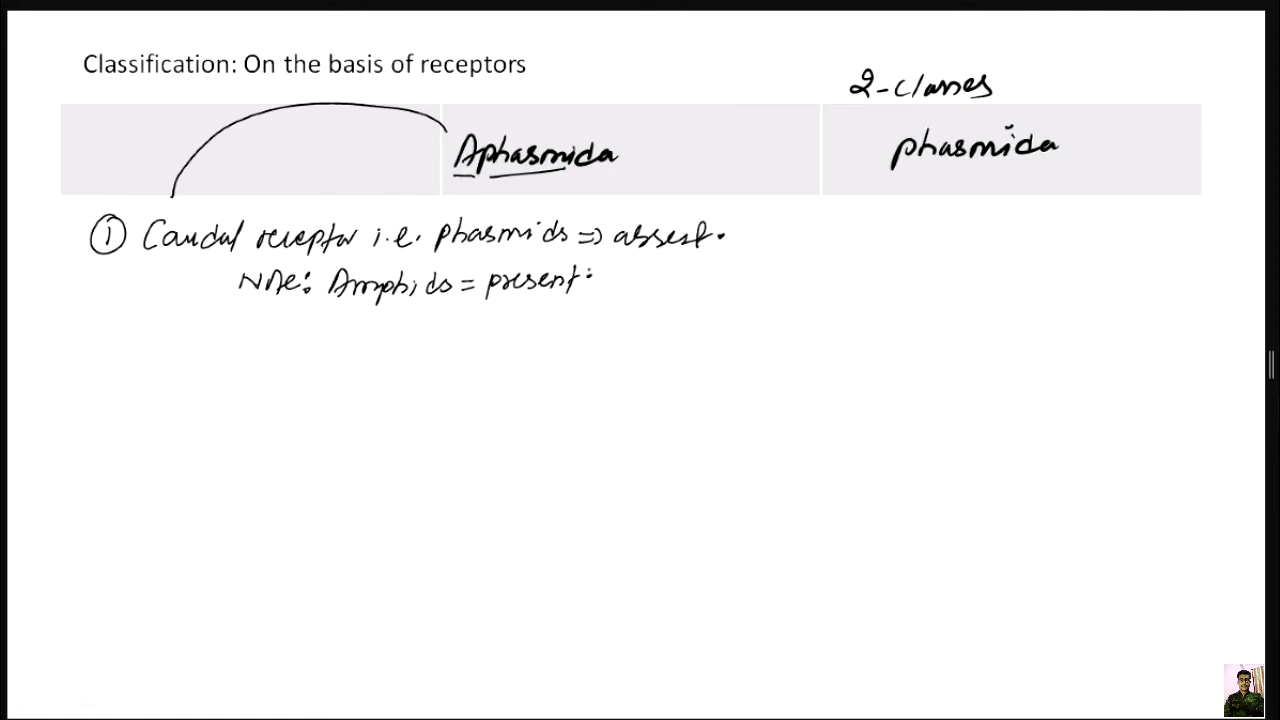 Classification: On the basis of receptors
2-classes
Aphasmida
phasmida
① Caudal receptor i.e. phasmids => absent.
Note: Amphids = present.